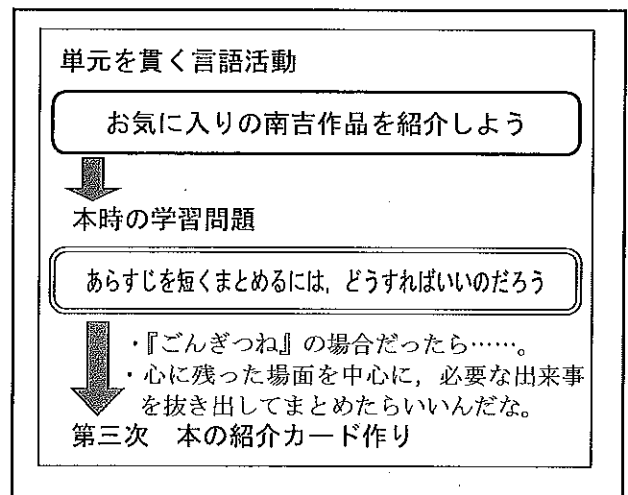 単元を貫く言語活動
お気に入りの南吉作品を紹介しよう
本時の学習問題
あらすじを短くまとめるには，どうすればいいのだろう
・『ごんぎつね』の場合だったら……。
・心に残った場面を中心に，必要な出来事
を抜き出してまとめたらいいんだな。
第三次　本の紹介カード作り